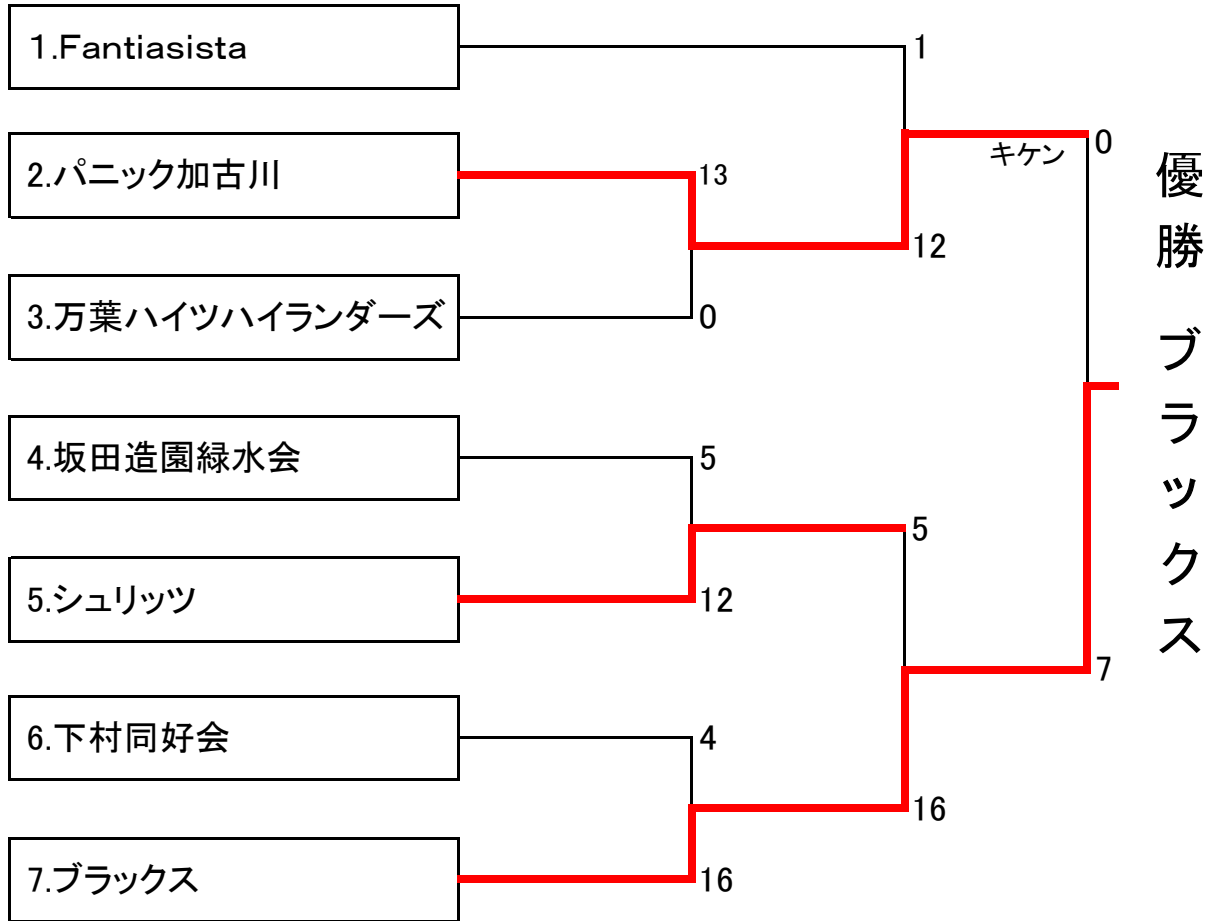 1.Fantiasista
1
2.パニック加古川
13
12
3.万葉ハイツハイランダーズ
0
キケン
0
4.坂田造園緑水会
5
5.シュリッツ
12
5
6.下村同好会
4
7.ブラックス
16
16
7
優勝 ブラックス